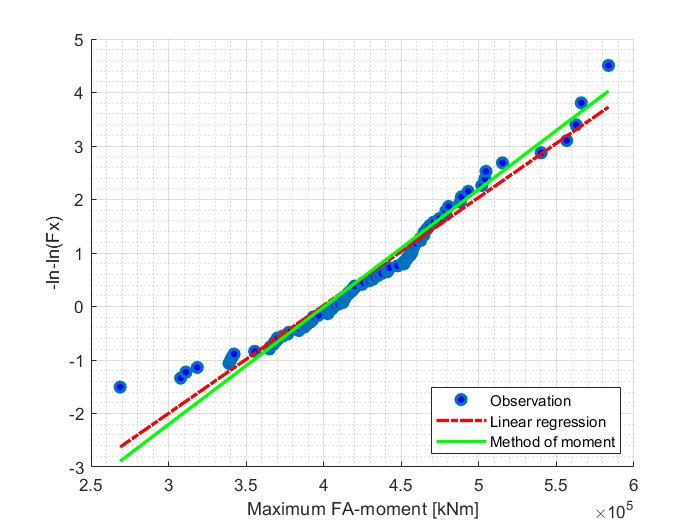 5
4
3
2
1
0
-1
-2
-3
-ln-ln(Fx)
Observation
Linear regression
Method of moment
2.5 3 3.5 4 4.5 5 5.5 6
Maximum FA-moment [kNm]
×10⁵